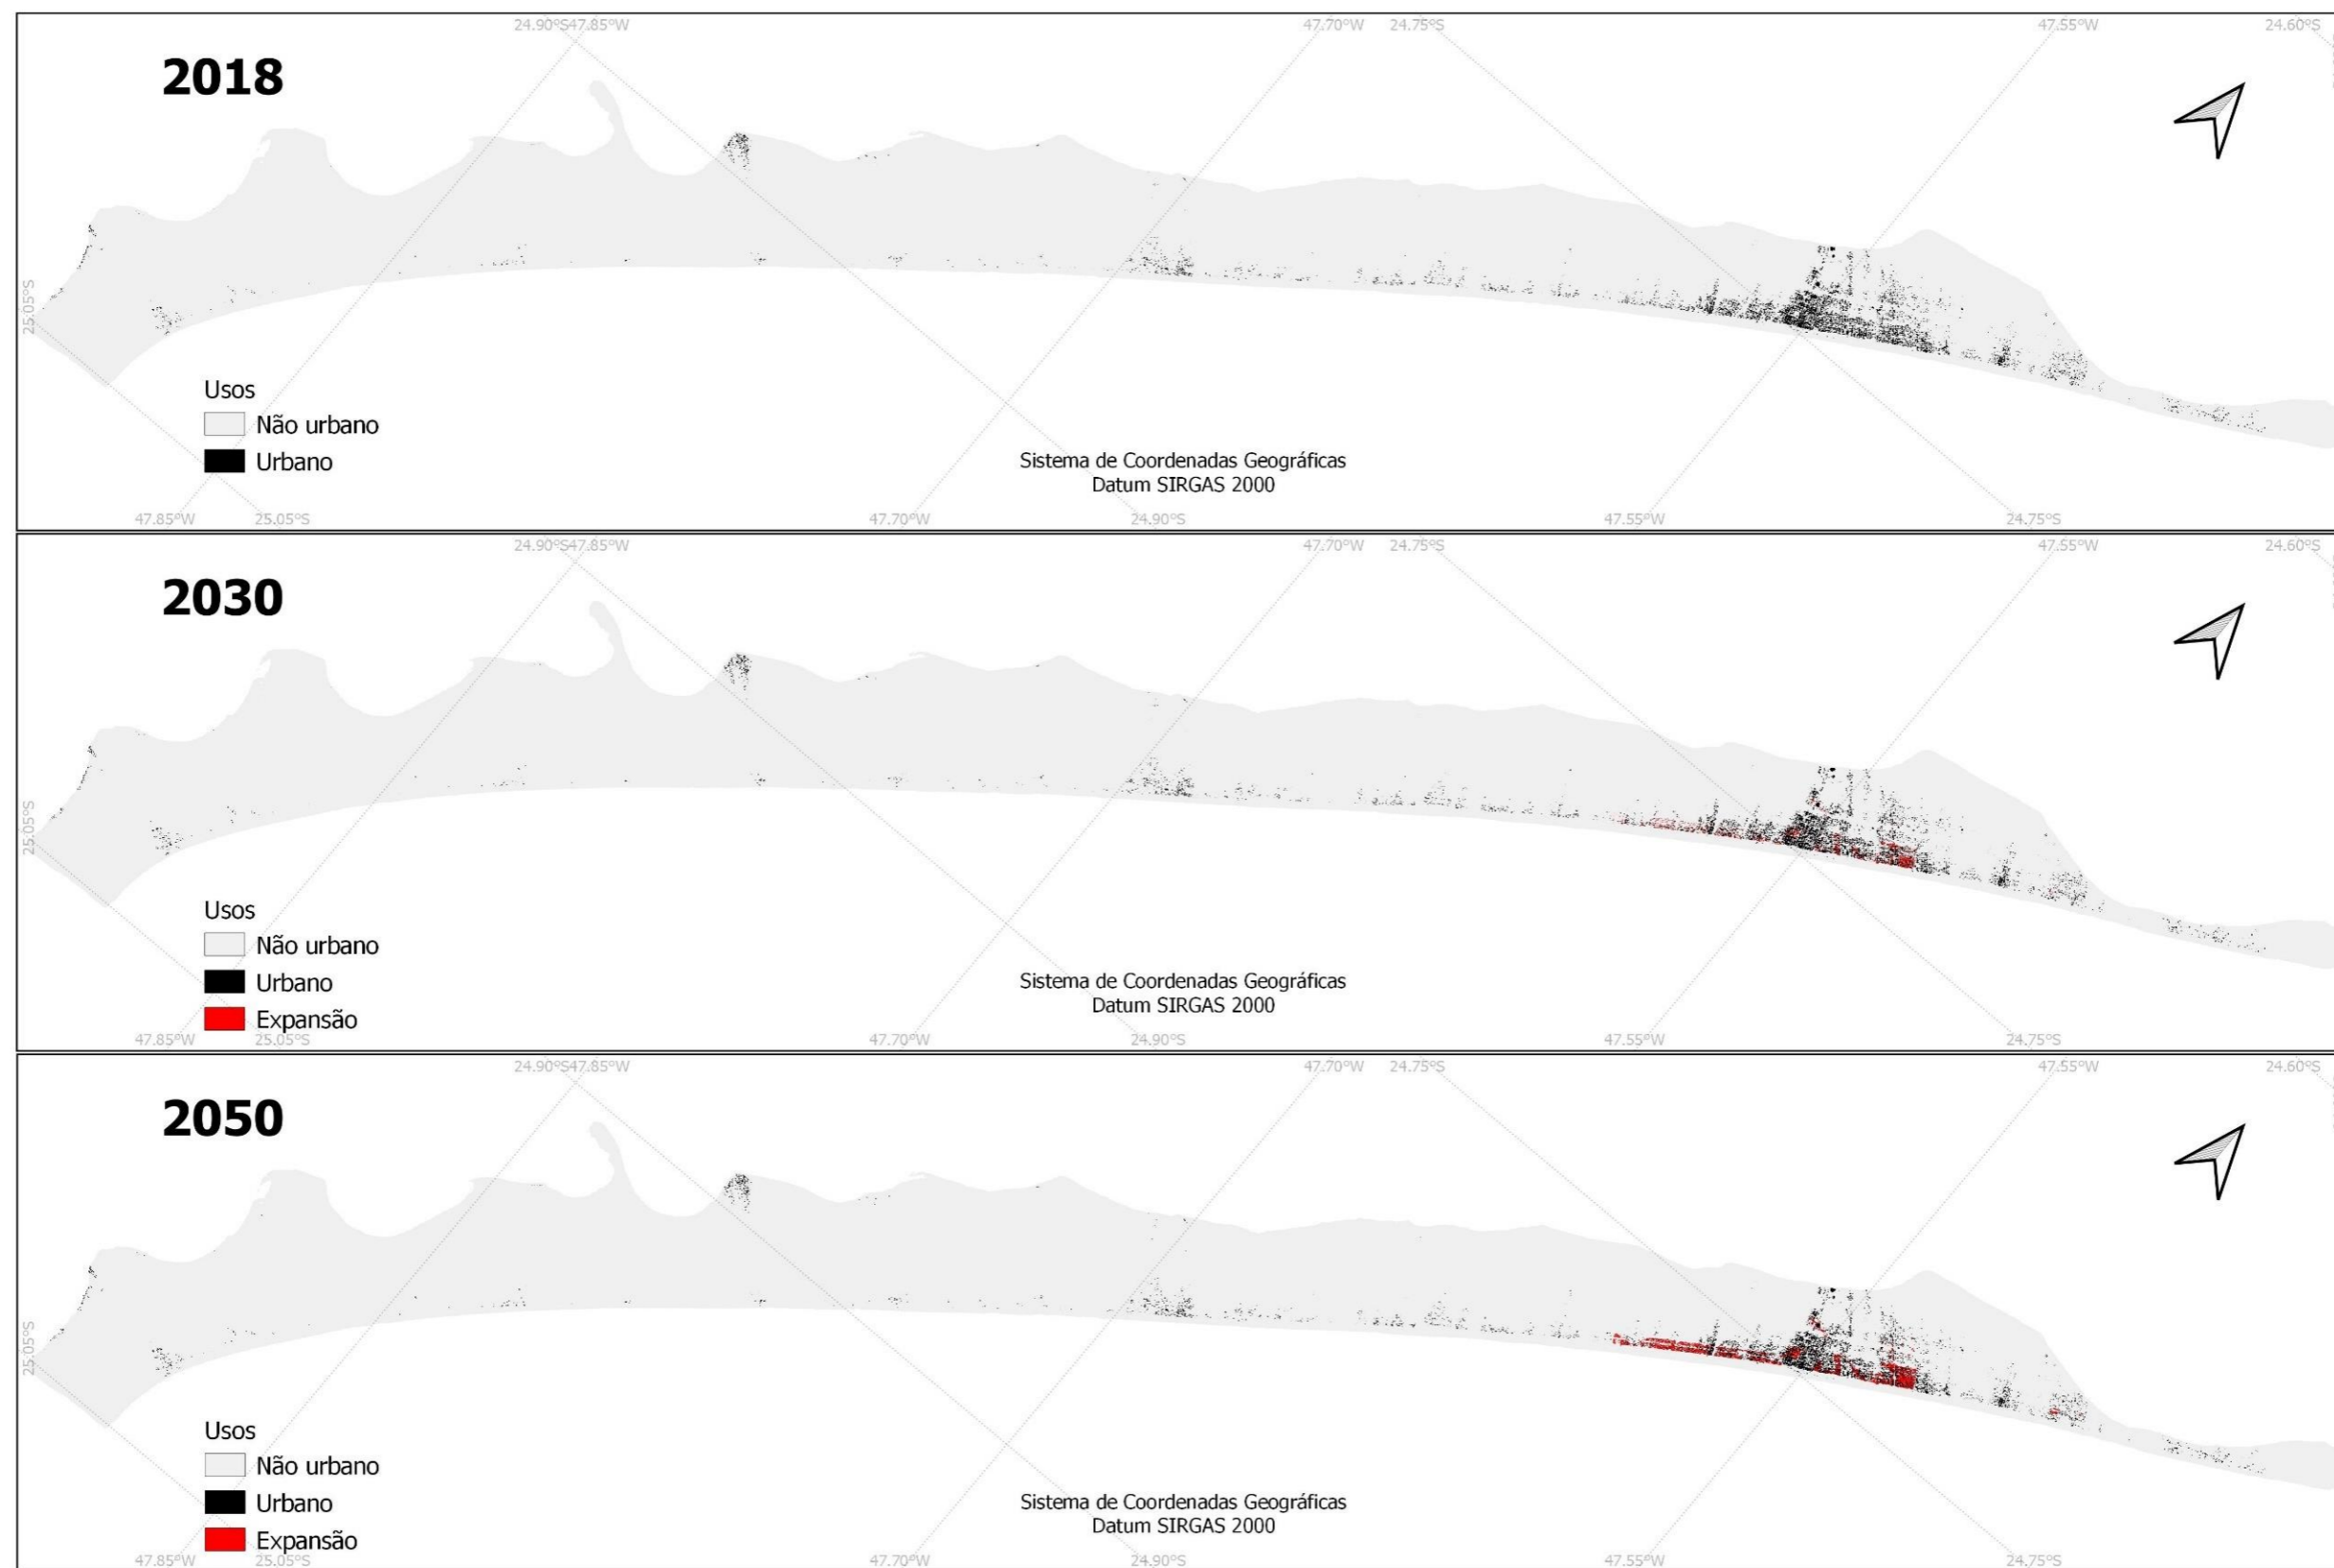 24.90°S 47.85°W 47.70°W 24.75°S 47.55°W 24.60°S
2018
25.05°S
Usos
Não urbano
Urbano
Sistema de Coordenadas Geográficas
Datum SIRGAS 2000
47.85°W 25.05°S 47.70°W 24.90°S 47.55°W 24.75°S
24.90°S 47.85°W 47.70°W 24.75°S 47.55°W 24.60°S
2030
25.05°S
Usos
Não urbano
Urbano
Expansão
Sistema de Coordenadas Geográficas
Datum SIRGAS 2000
47.85°W 25.05°S 47.70°W 24.90°S 47.55°W 24.75°S
24.90°S 47.85°W 47.70°W 24.75°S 47.55°W 24.60°S
2050
25.05°S
Usos
Não urbano
Urbano
Expansão
Sistema de Coordenadas Geográficas
Datum SIRGAS 2000
47.85°W 25.05°S 47.70°W 24.90°S 47.55°W 24.75°S